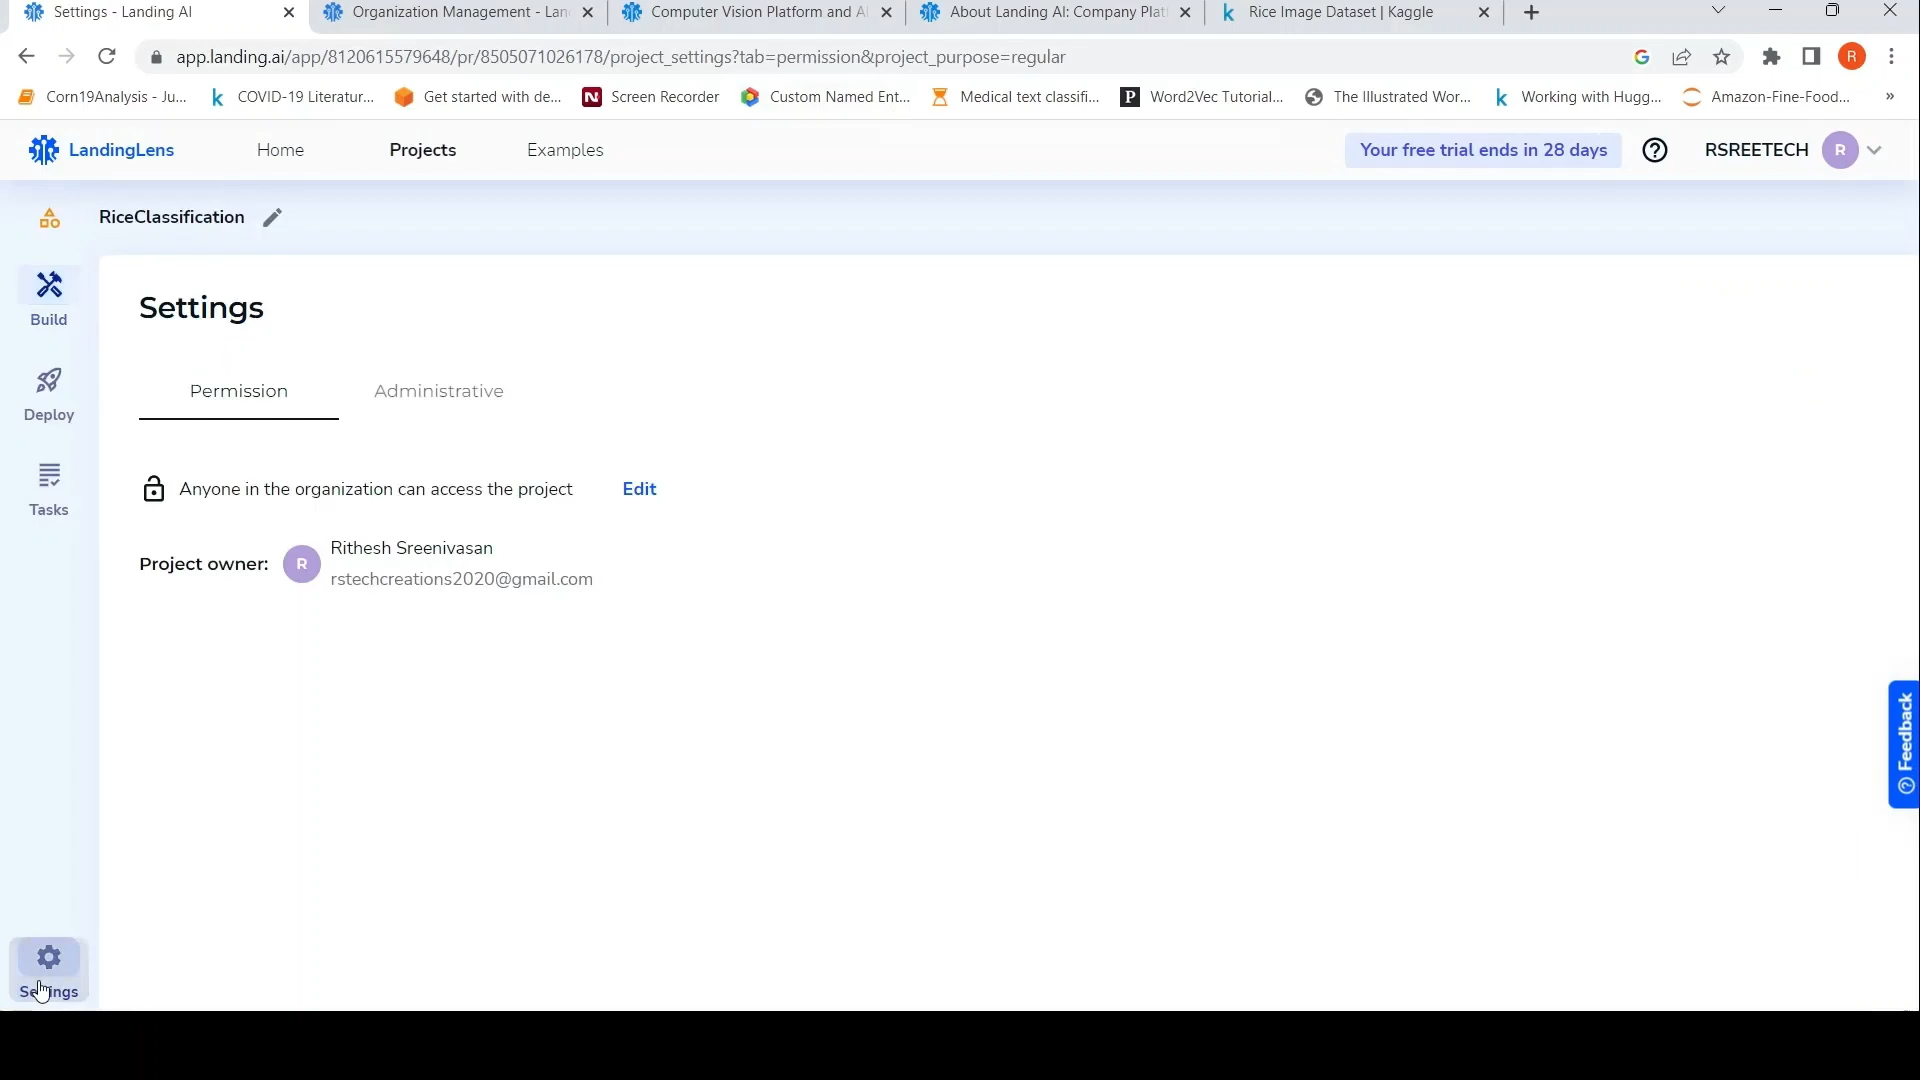 Settings - Landing AI
Organization Management - Lan
Computer Vision Platform and A
About Landing AI: Company Plat
Rice Image Dataset | Kaggle
app.landing.ai/app/8120615579648/pr/8505071026178/project_settings?tab=permission&project_purpose=regular
R
Corn19Analysis - Ju...
COVID-19 Literatur...
Get started with de...
Screen Recorder
Custom Named Ent...
Medical text classifi...
Word2Vec Tutorial...
The Illustrated Wor...
Working with Hugg...
Amazon-Fine-Food...
»
LandingLens
Home
Projects
Examples
Your free trial ends in 28 days
RSREETECH
R
RiceClassification
Build
Deploy
Tasks
Settings
Settings
Permission
Administrative
Anyone in the organization can access the project
Edit
Project owner:
R
Rithesh Sreenivasan
rstechcreations2020@gmail.com
Feedback